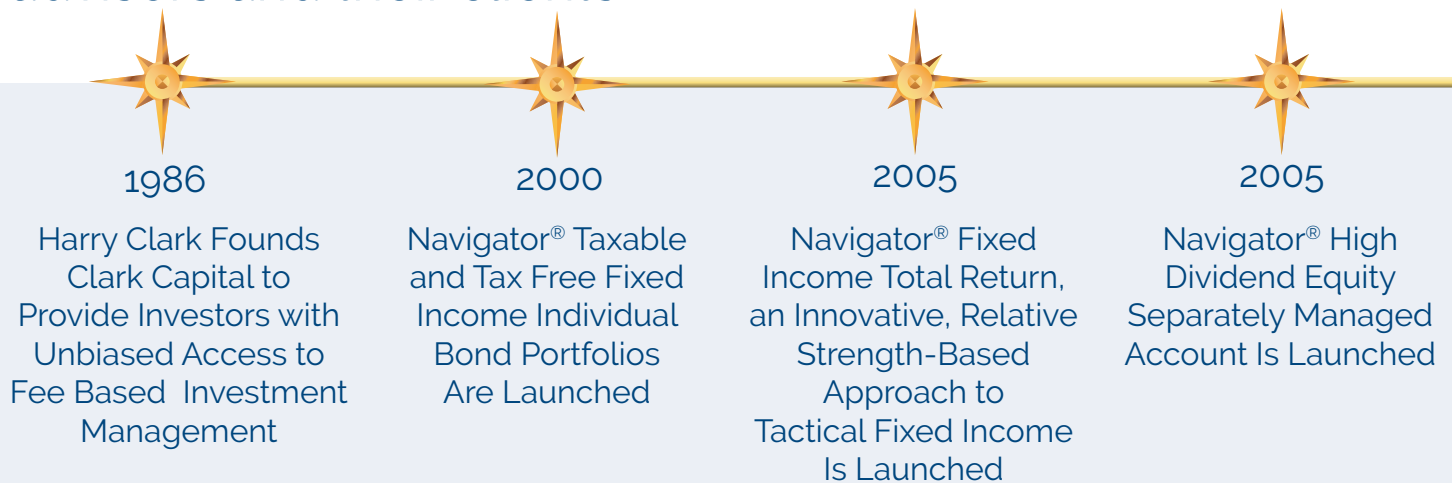 1986
Harry Clark Founds
Clark Capital to
Provide Investors with
Unbiased Access to
Fee Based  Investment
Management
2000
Navigator® Taxable
and Tax Free Fixed
Income Individual
Bond Portfolios
Are Launched
2005
Navigator® Fixed
Income Total Return,
an Innovative, Relative
Strength-Based
Approach to
Tactical Fixed Income
Is Launched
2005
Navigator® High
Dividend Equity
Separately Managed
Account Is Launched